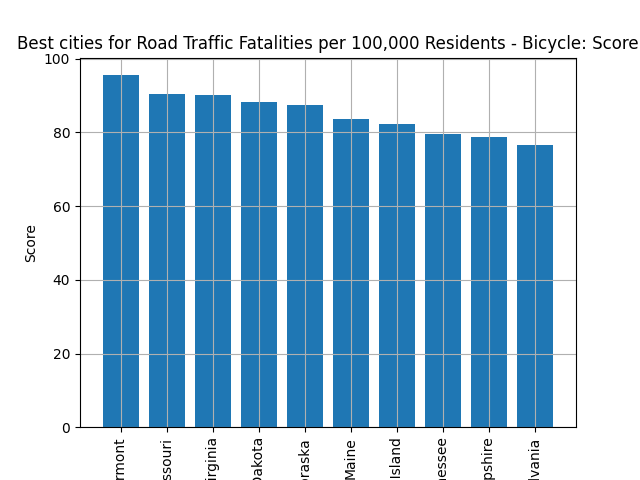 Best cities for Road Traffic Fatalities per 100,000 Residents - Bicycle: Score
100
80
60
40
20
0
Score
rmont
ssouri
irginia
Dakota
braska
Maine
Island
nessee
pshire
lvania